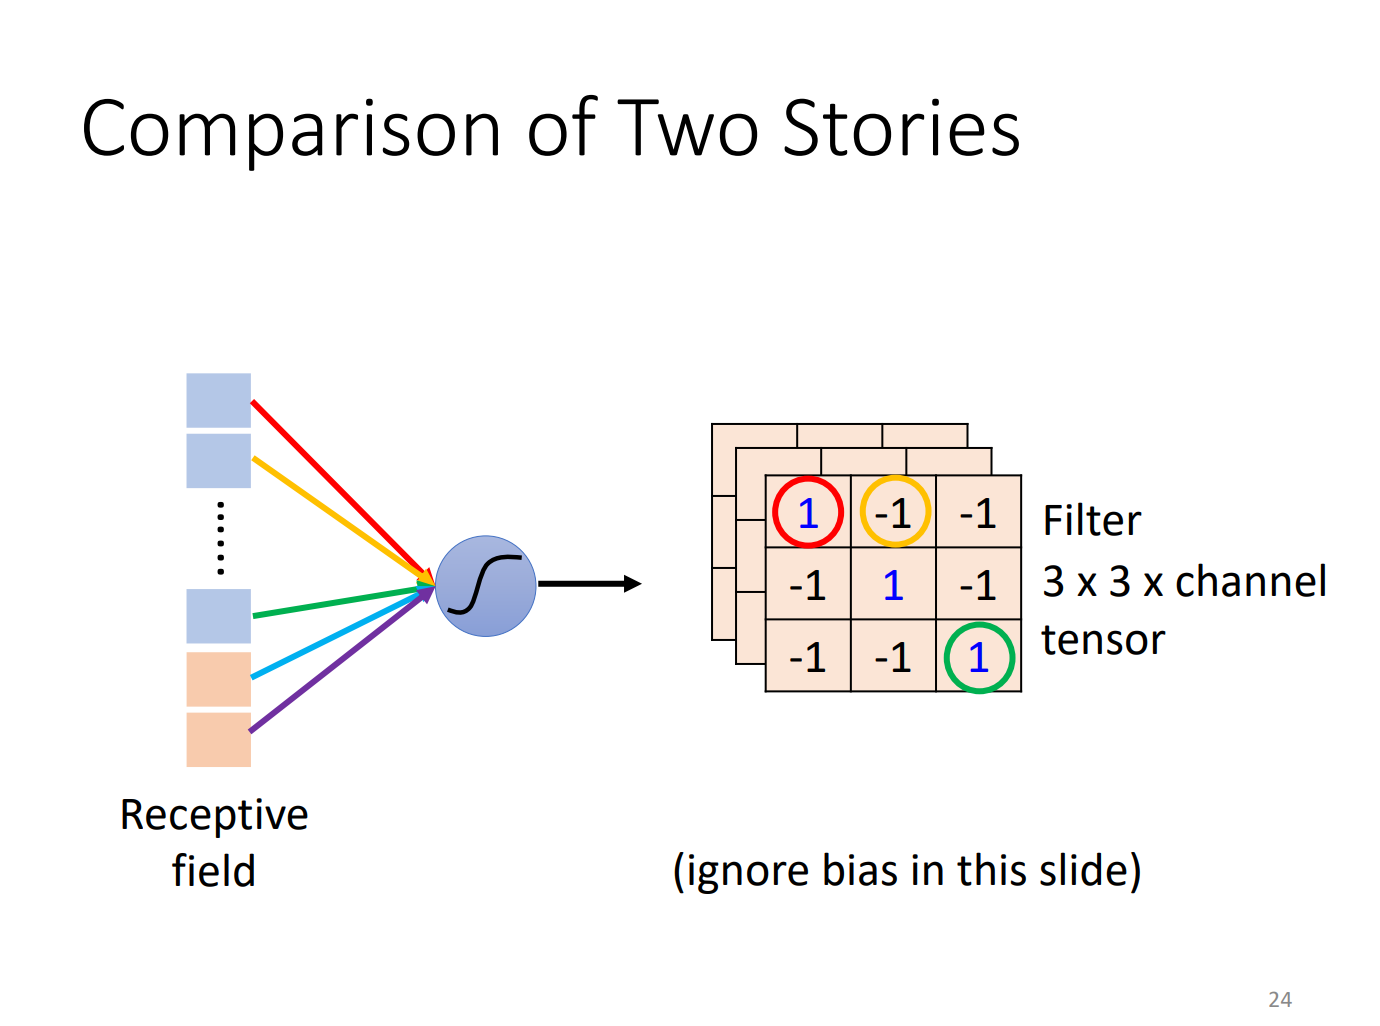 Comparison of Two Stories
1 -1 -1
-1 1 -1
-1 -1 1
Filter
3 x 3 x channel
tensor
Receptive
field
(ignore bias in this slide)
24